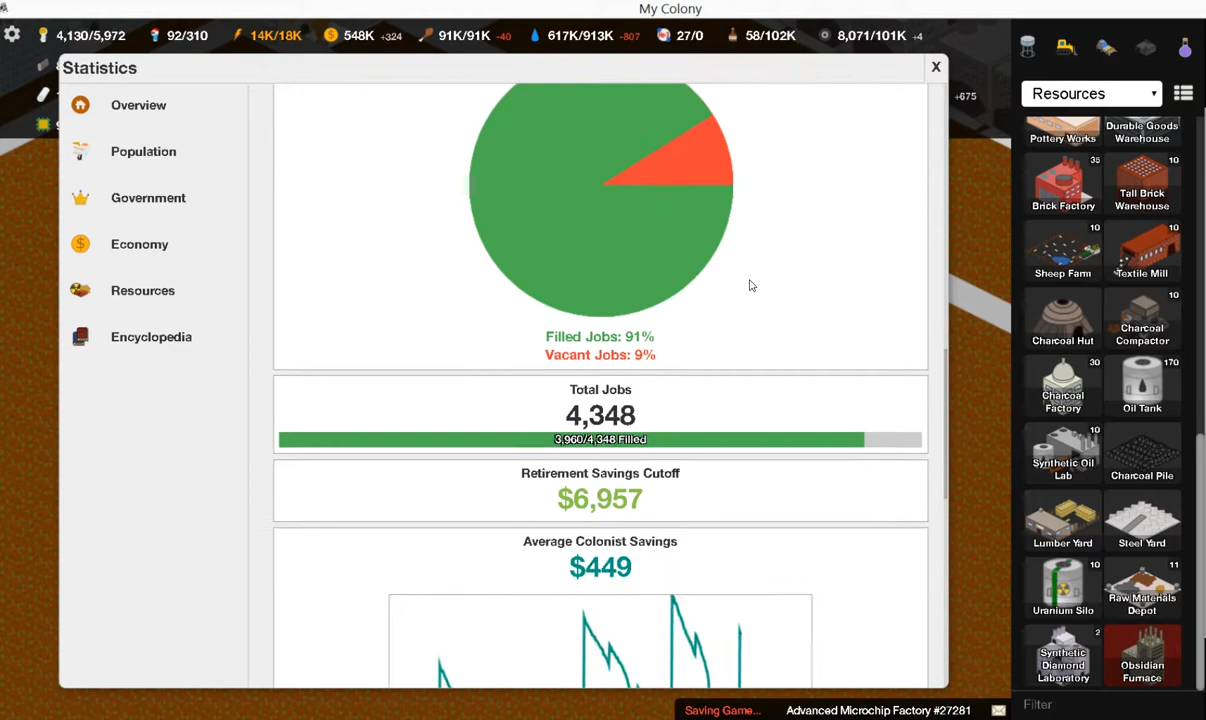 My Colony
4,130/5,972 92/310 14K/18K 548K +324 91K/91K -40 617K/913K -807 27/0 58/102K 8,071/101K +4
+675
Statistics X
Overview
Population
Government
Economy
Resources
Encyclopedia
Filled Jobs: 91%
Vacant Jobs: 9%
Total Jobs
4,348
3,960/4,348 Filled
Retirement Savings Cutoff
$6,957
Average Colonist Savings
$449
Resources
Pottery Works
Durable Goods Warehouse
35
Brick Factory
10
Tall Brick Warehouse
10
Sheep Farm
10
Textile Mill
Charcoal Hut
10
Charcoal Compactor
30
Charcoal Factory
170
Oil Tank
10
Synthetic Oil Lab
Charcoal Pile
Lumber Yard
Steel Yard
10
Uranium Silo
11
Raw Materials Depot
2
Synthetic Diamond Laboratory
Obsidian Furnace
Filter
Saving Game... Advanced Microchip Factory #27281